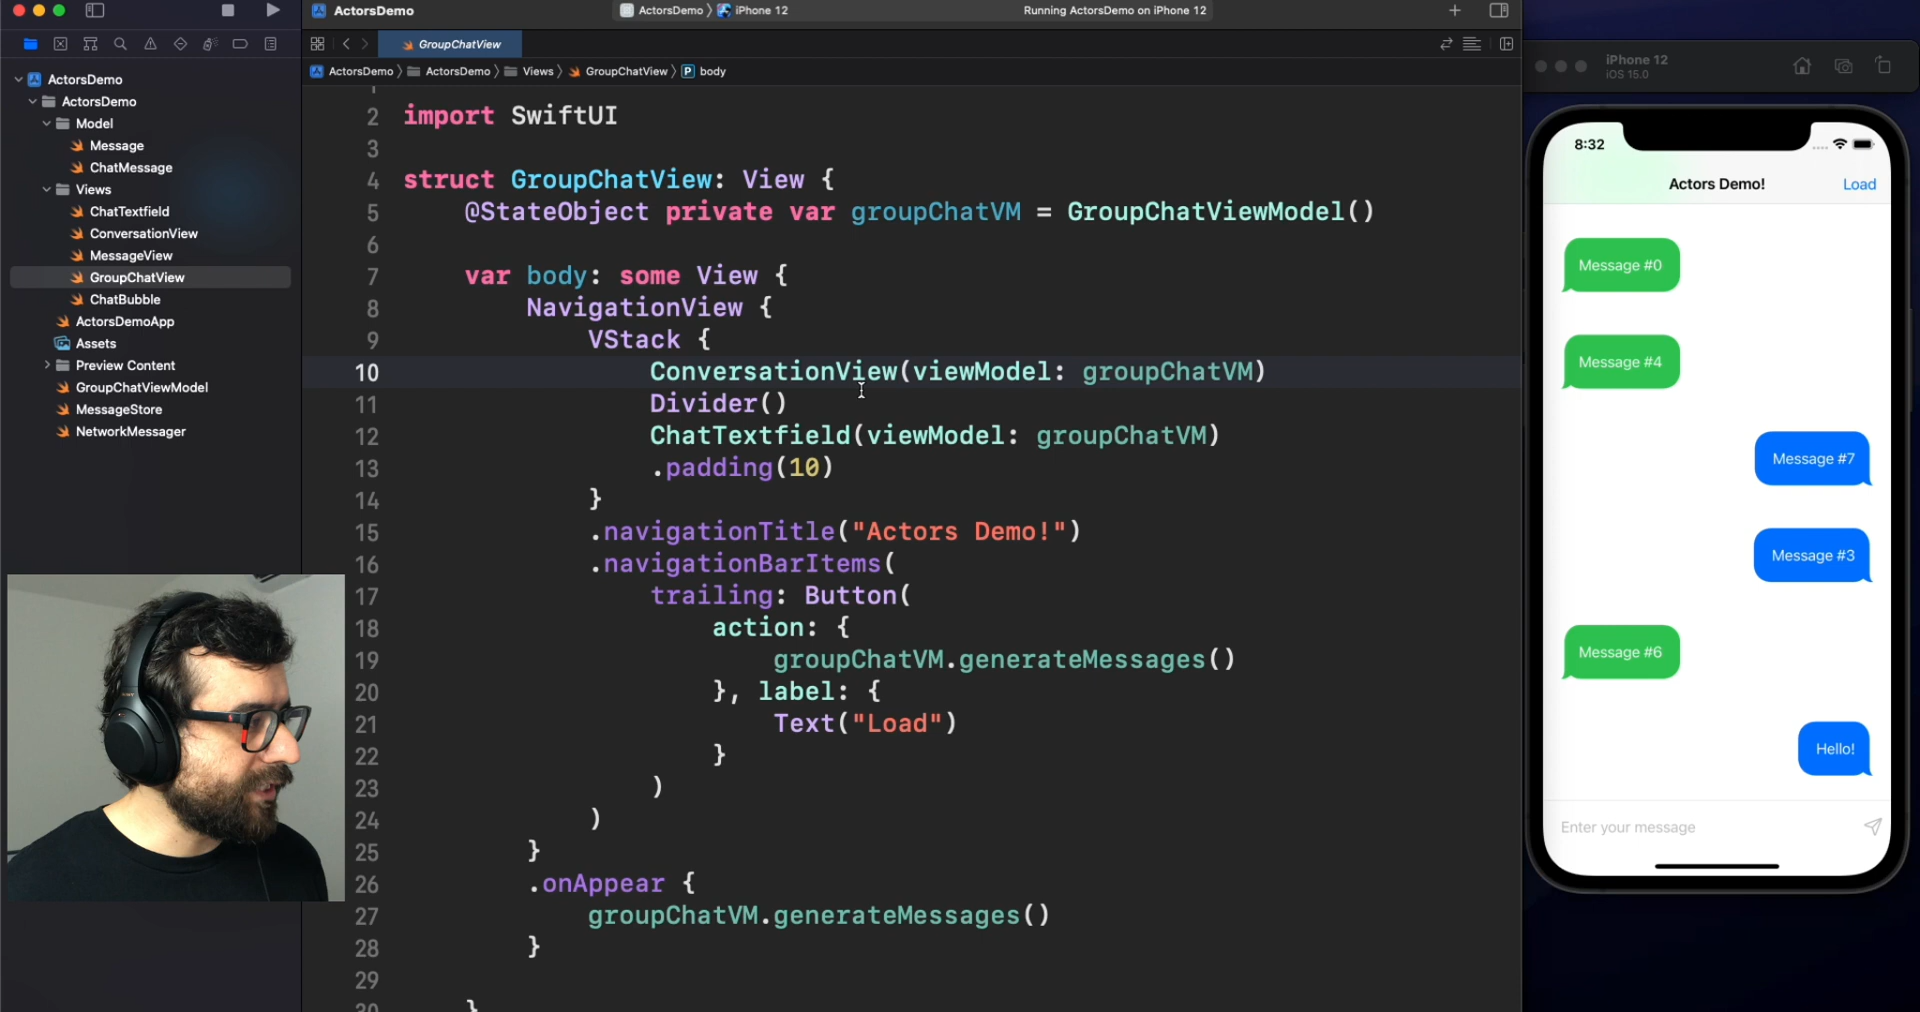 ActorsDemo
ActorsDemo
iPhone 12
Running ActorsDemo on iPhone 12
GroupChatView
ActorsDemo
ActorsDemo
Views
GroupChatView
P
body
ActorsDemo
ActorsDemo
Model
Message
ChatMessage
Views
ChatTextfield
ConversationView
MessageView
GroupChatView
ChatBubble
ActorsDemoApp
Assets
Preview Content
GroupChatViewModel
MessageStore
NetworkMessager
1
2 import SwiftUI
3
4 struct GroupChatView: View {
5 @StateObject private var groupChatVM = GroupChatViewModel()
6
7 var body: some View {
8 NavigationView {
9 VStack {
10 ConversationView(viewModel: groupChatVM)
11 Divider()
12 ChatTextfield(viewModel: groupChatVM)
13 .padding(10)
14 }
15 .navigationTitle("Actors Demo!")
16 .navigationBarItems(
17 trailing: Button(
18 action: {
19 groupChatVM.generateMessages()
20 }, label: {
21 Text("Load")
22 }
23 )
24 )
25 }
26 .onAppear {
27 groupChatVM.generateMessages()
28 }
29
30 }
iPhone 12
iOS 15.0
8:32
Actors Demo!
Load
Message #0
Message #4
Message #7
Message #3
Message #6
Hello!
Enter your message